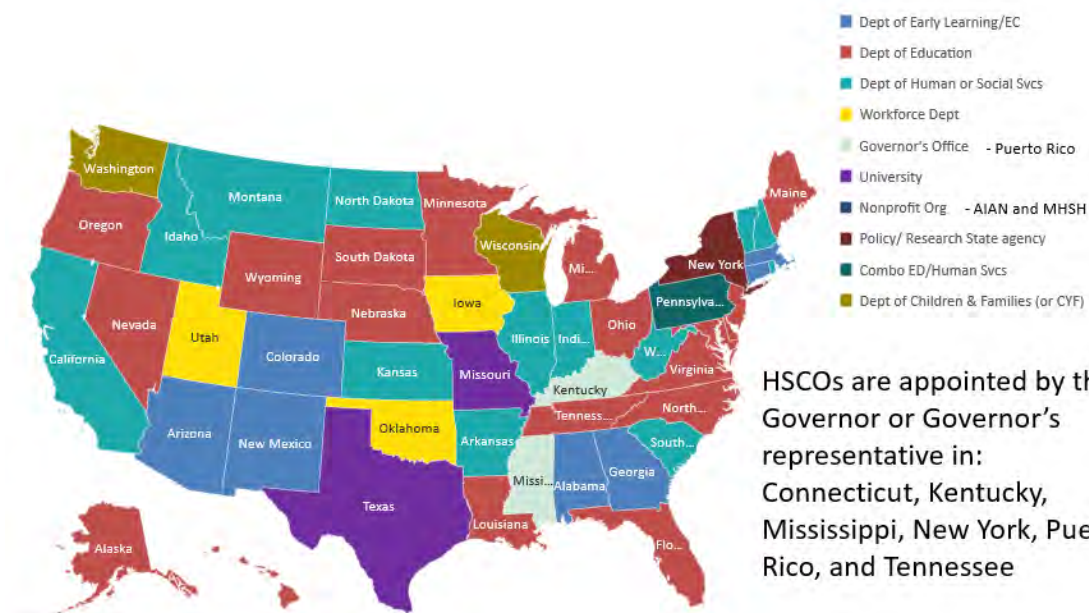 Dept of Early Learning/EC
Dept of Education
Dept of Human or Social Svcs
Workforce Dept
Governor's Office - Puerto Rico
University
Nonprofit Org - AIAN and MHSH
Policy/ Research State agency
Combo ED/Human Svcs
Dept of Children & Families (or CYF)
Washington
Montana
North Dakota
Minnesota
Maine
Oregon
Idaho
Wisconsin
South Dakota
Wyoming
Mi...
New York
Nebraska
Iowa
Pennsylva...
Nevada
Utah
Illinois
Indi...
Ohio
California
Colorado
Kansas
Missouri
W...
Virginia
Kentucky
Arizona
New Mexico
Oklahoma
Arkansas
Tenness...
North...
South...
Texas
Missi...
Alabama
Georgia
Louisiana
Flo...
Alaska
HSCOs are appointed by th
Governor or Governor's
representative in:
Connecticut, Kentucky,
Mississippi, New York, Pue
Rico, and Tennessee